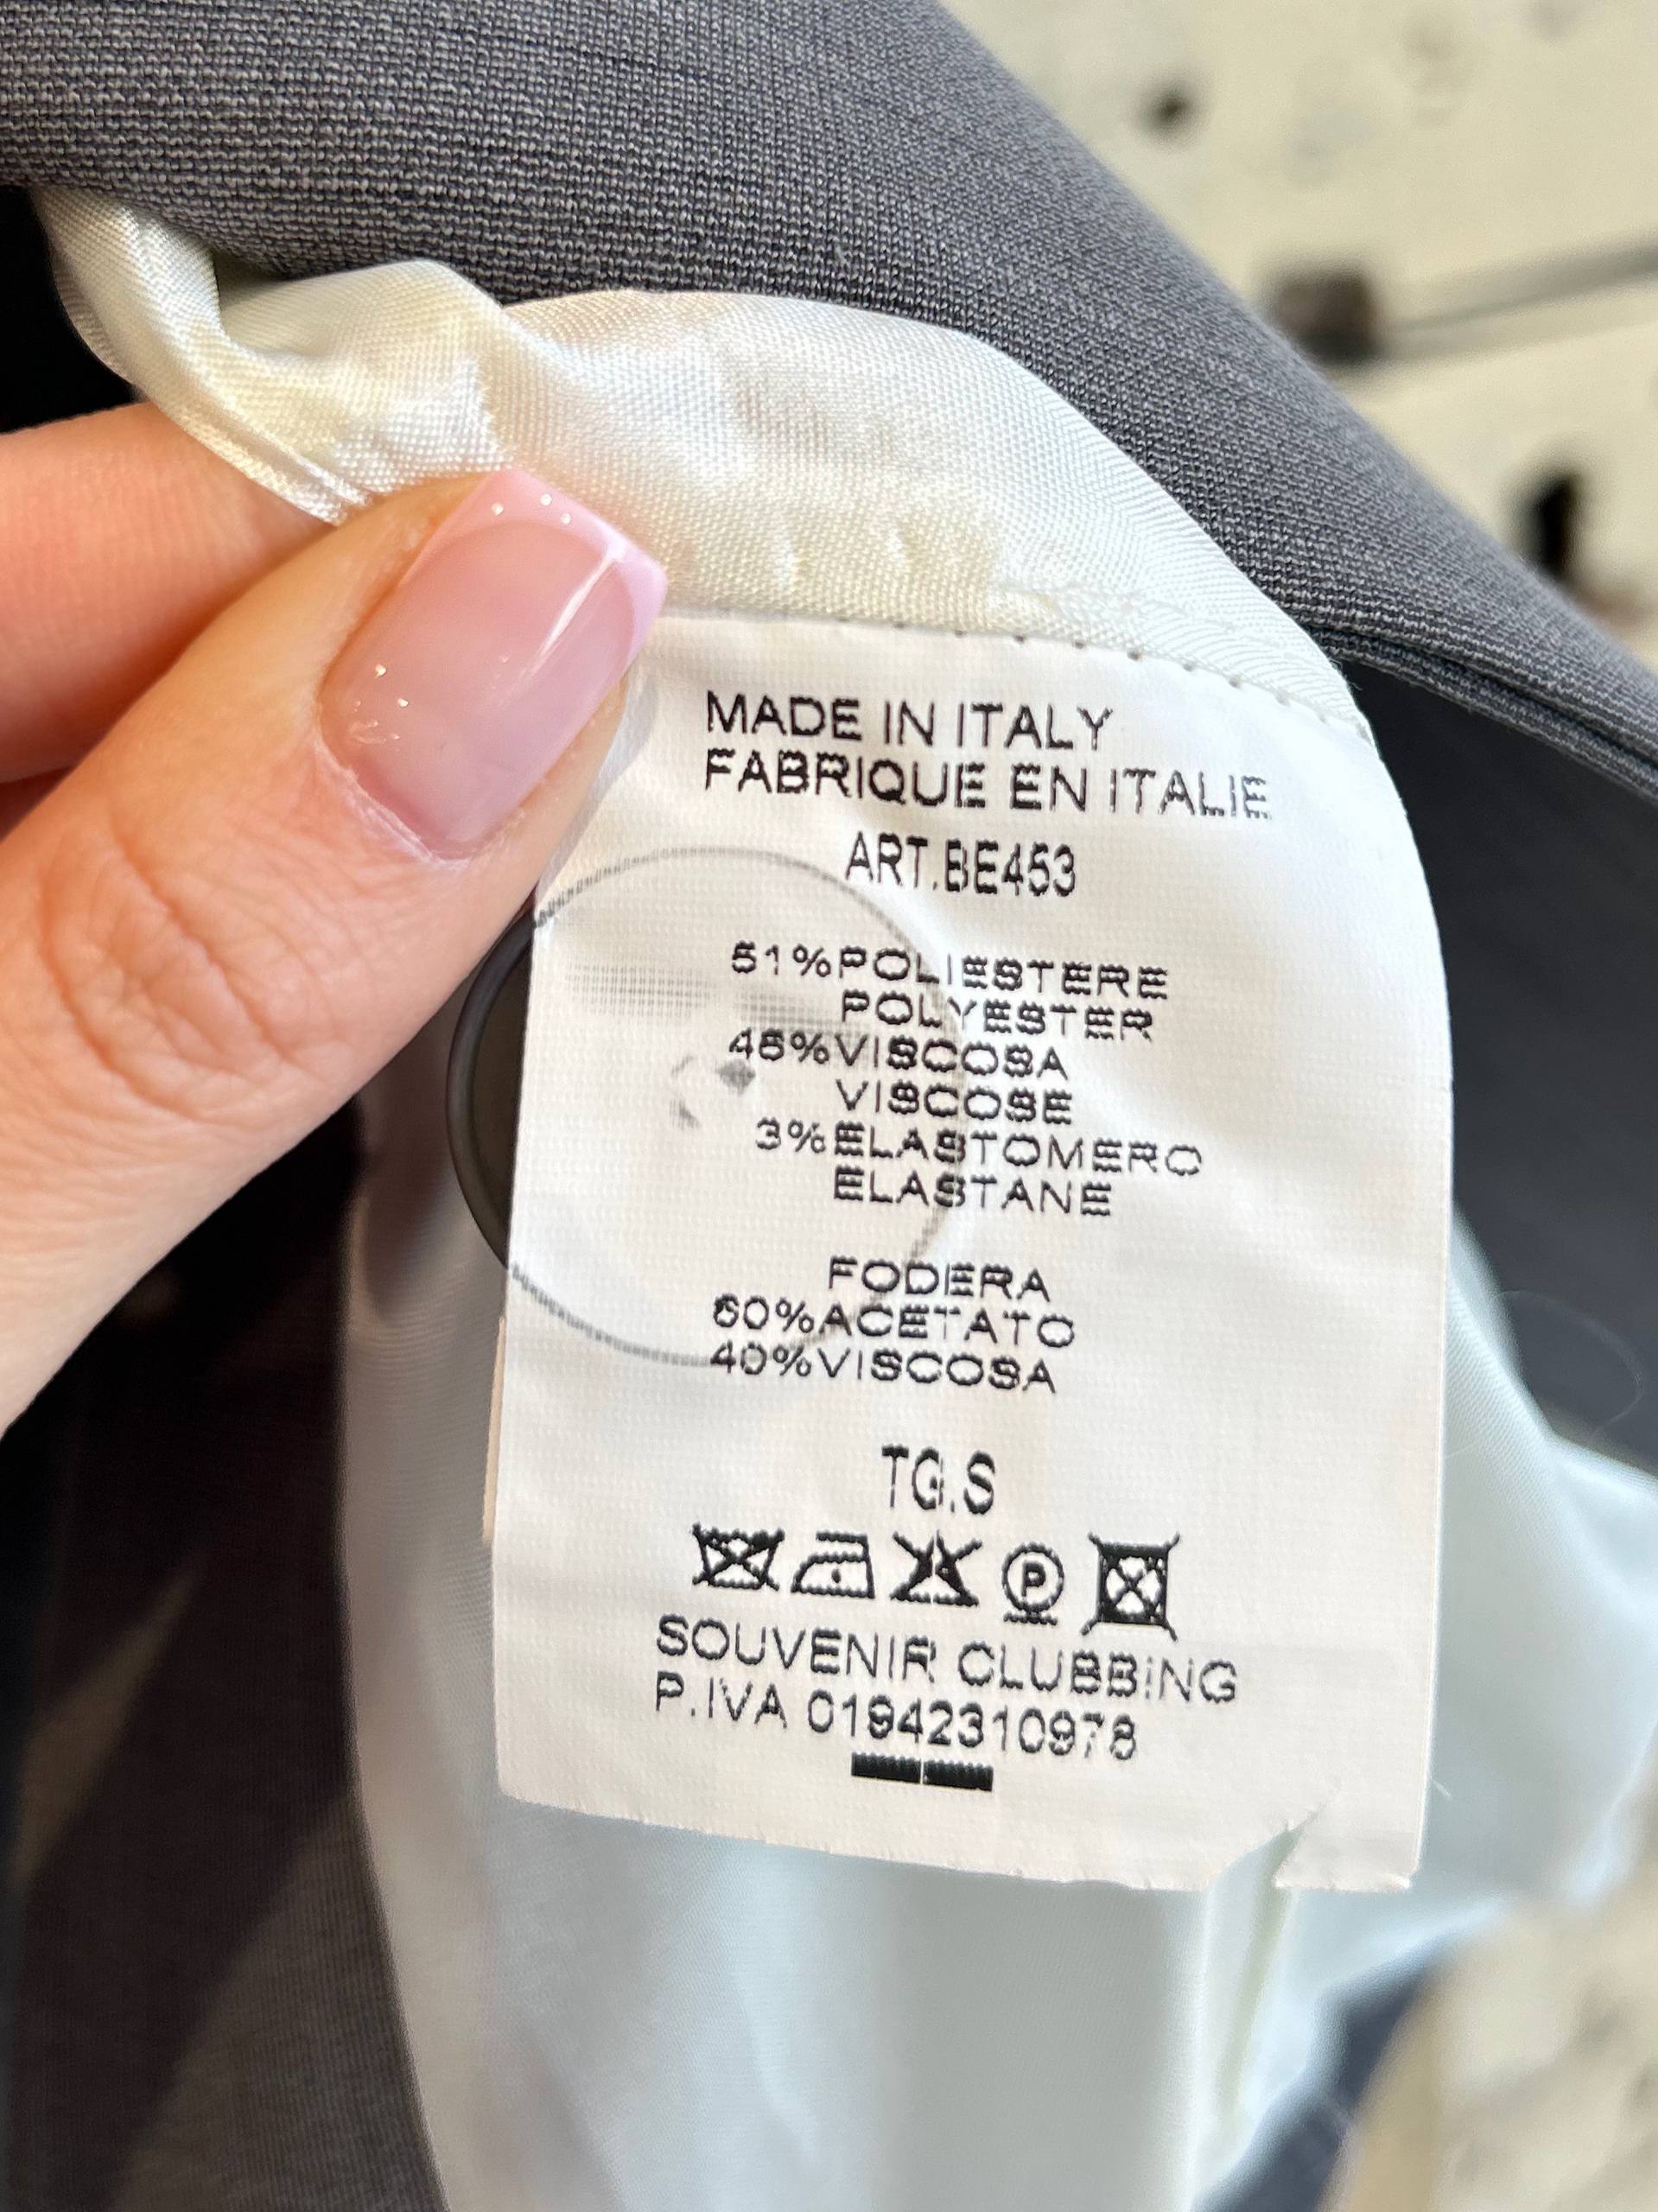 MADE IN ITALY
FABRIQUE EN ITALIE
ART.BE453
51%POLIESTERE
POLYESTER
46%VISCOSA
VISCOSE
3%ELASTOMERO
ELASTANE
FODERA
60%ACETATO
40%VISCOSA
TG.S
P
SOUVENIR CLUBBING
P.IVA 01942310978